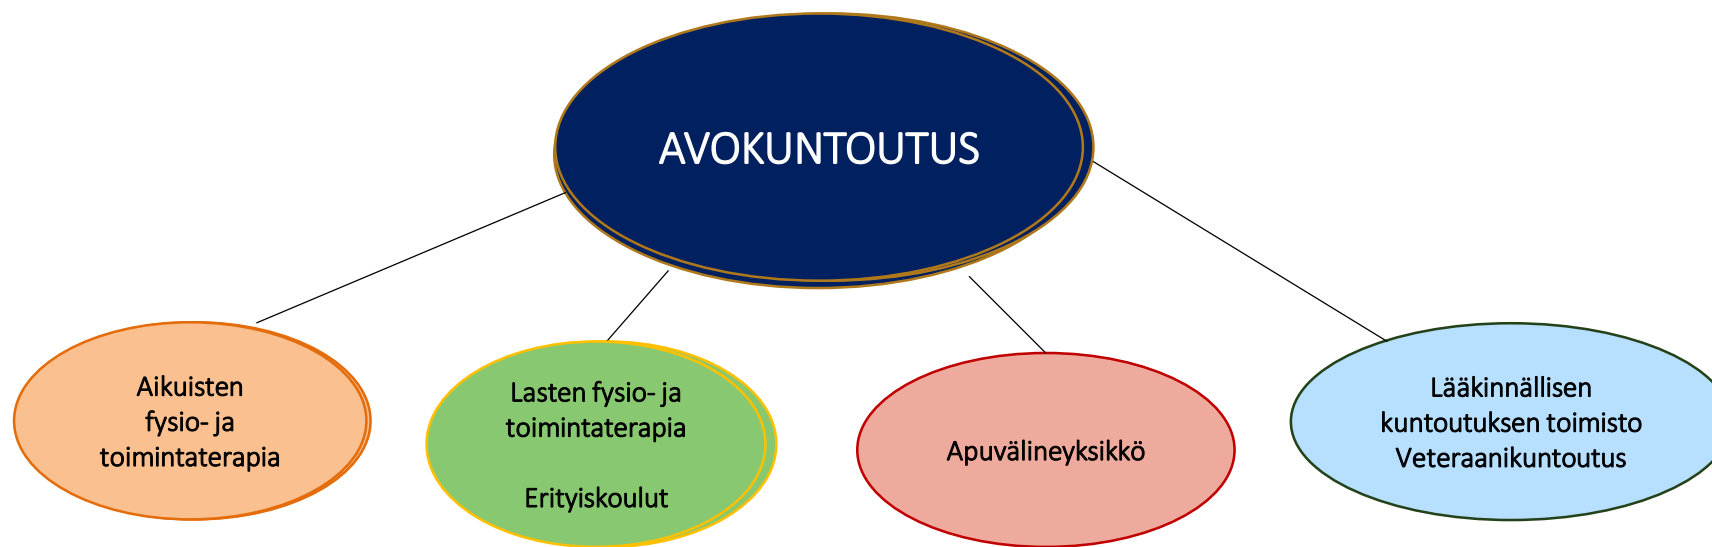 AVOKUNTOUTUS
Aikuisten
fysio- ja
toimintaterapia
Lasten fysio- ja
toimintaterapia
Erityiskoulut
Apuvälineyksikkö
Lääkinnällisen
kuntoutuksen toimisto
Veteraanikuntoutus